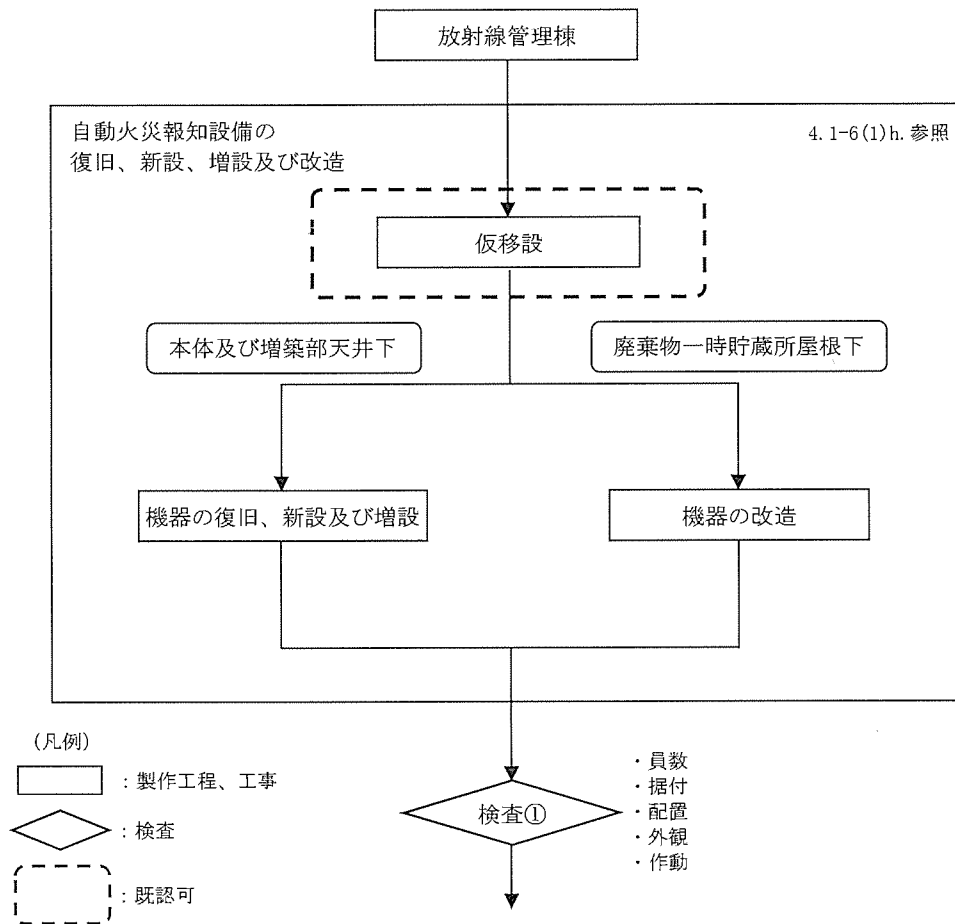 放射線管理棟
自動火災報知設備の
復旧、新設、増設及び改造
4.1-6(1)h.参照
仮移設
本体及び増築部天井下
廃棄物一時貯蔵所屋根下
機器の復旧、新設及び増設
機器の改造
(凡例)
：製作工程、工事
：検査
：既認可
検査①
・員数
・据付
・配置
・外観
・作動